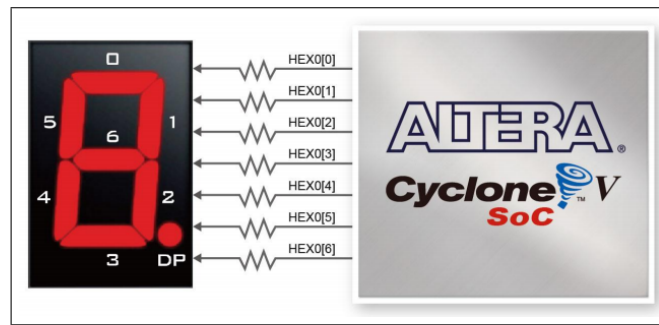 0
5
1
6
4
2
3
DP
HEX0[0]
HEX0[1]
HEX0[2]
HEX0[3]
HEX0[4]
HEX0[5]
HEX0[6]
ALTERA®
Cyclone™ V
SoC